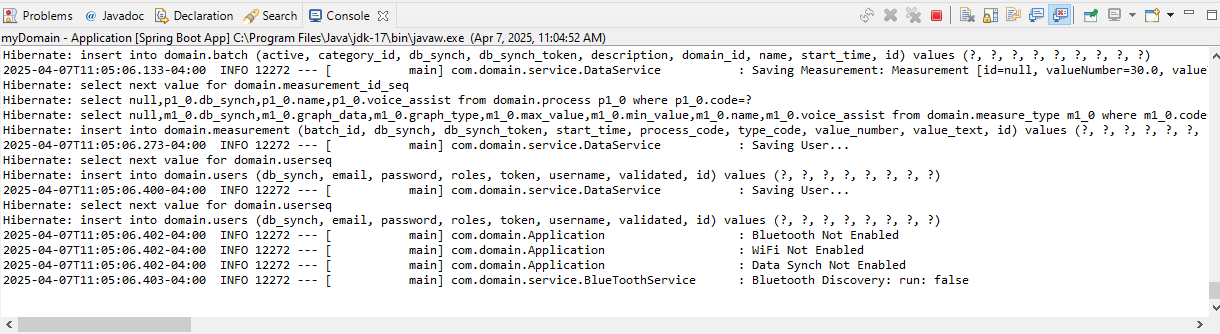 Problems @ Javadoc Declaration Search Console
myDomain - Application [Spring Boot App] C:\Program Files\Java\jdk-17\bin\javaw.exe (Apr 7, 2025, 11:04:52 AM)
Hibernate: insert into domain.batch (active, category_id, db_synch, db_synch_token, description, domain_id, name, start_time, id) values (?, ?, ?, ?, ?, ?, ?, ?, ?)
2025-04-07T11:05:06.133-04:00 INFO 12272 --- [ main] com.domain.service.DataService : Saving Measurement: Measurement [id=null, valueNumber=30.0, value
Hibernate: select next value for domain.measurement_id_seq
Hibernate: select null,p1_0.db_synch,p1_0.name,p1_0.voice_assist from domain.process p1_0 where p1_0.code=?
Hibernate: select null,m1_0.db_synch,m1_0.graph_data,m1_0.graph_type,m1_0.max_value,m1_0.min_value,m1_0.name,m1_0.voice_assist from domain.measure_type m1_0 where m1_0.code
Hibernate: insert into domain.measurement (batch_id, db_synch, db_synch_token, start_time, process_code, type_code, value_number, value_text, id) values (?, ?, ?, ?, ?, ?, ?,
2025-04-07T11:05:06.273-04:00 INFO 12272 --- [ main] com.domain.service.DataService : Saving User...
Hibernate: select next value for domain.userseq
Hibernate: insert into domain.users (db_synch, email, password, roles, token, username, validated, id) values (?, ?, ?, ?, ?, ?, ?, ?)
2025-04-07T11:05:06.400-04:00 INFO 12272 --- [ main] com.domain.service.DataService : Saving User...
Hibernate: select next value for domain.userseq
Hibernate: insert into domain.users (db_synch, email, password, roles, token, username, validated, id) values (?, ?, ?, ?, ?, ?, ?, ?)
2025-04-07T11:05:06.402-04:00 INFO 12272 --- [ main] com.domain.Application : Bluetooth Not Enabled
2025-04-07T11:05:06.402-04:00 INFO 12272 --- [ main] com.domain.Application : WiFi Not Enabled
2025-04-07T11:05:06.402-04:00 INFO 12272 --- [ main] com.domain.Application : Data Synch Not Enabled
2025-04-07T11:05:06.403-04:00 INFO 12272 --- [ main] com.domain.service.BlueToothService : Bluetooth Discovery: run: false